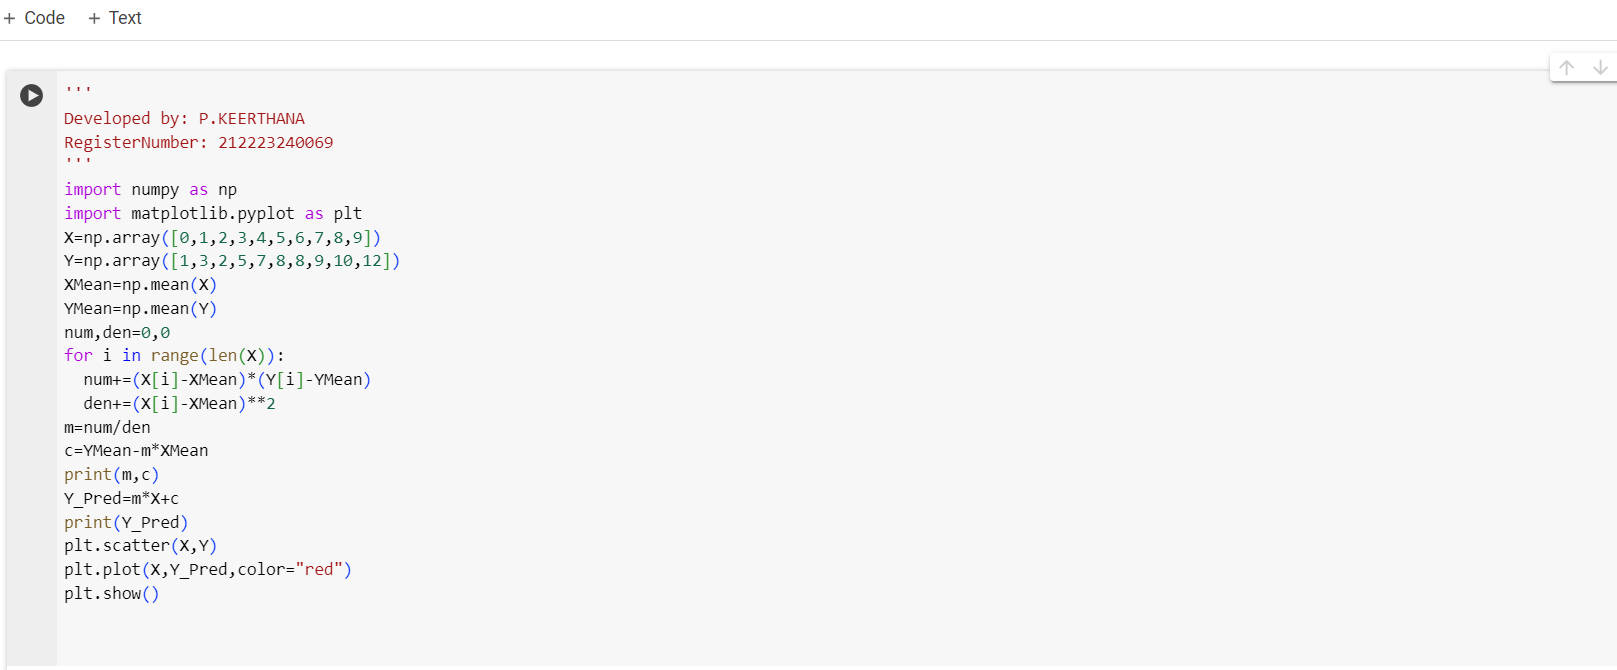 + Code + Text
'''
Developed by: P.KEERTHANA
RegisterNumber: 212223240069
'''
import numpy as np
import matplotlib.pyplot as plt
X=np.array([0,1,2,3,4,5,6,7,8,9])
Y=np.array([1,3,2,5,7,8,8,9,10,12])
XMean=np.mean(X)
YMean=np.mean(Y)
num,den=0,0
for i in range(len(X)):
  num+=(X[i]-XMean)*(Y[i]-YMean)
  den+=(X[i]-XMean)**2
m=num/den
c=YMean-m*XMean
print(m,c)
Y_Pred=m*X+c
print(Y_Pred)
plt.scatter(X,Y)
plt.plot(X,Y_Pred,color="red")
plt.show()